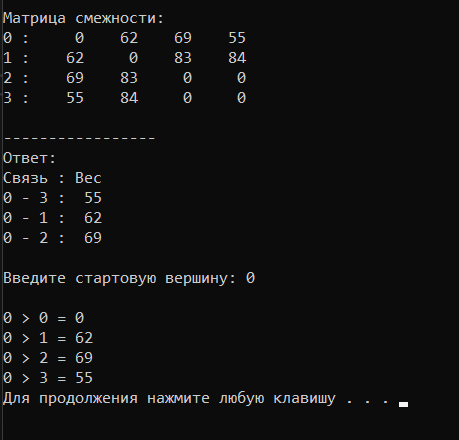 Матрица смежности:
0 : 0 62 69 55
1 : 62 0 83 84
2 : 69 83 0 0
3 : 55 84 0 0
-----------------
Ответ:
Связь : Вес
0 - 3 : 55
0 - 1 : 62
0 - 2 : 69
Введите стартовую вершину: 0
0 > 0 = 0
0 > 1 = 62
0 > 2 = 69
0 > 3 = 55
Для продолжения нажмите любую клавишу . . .